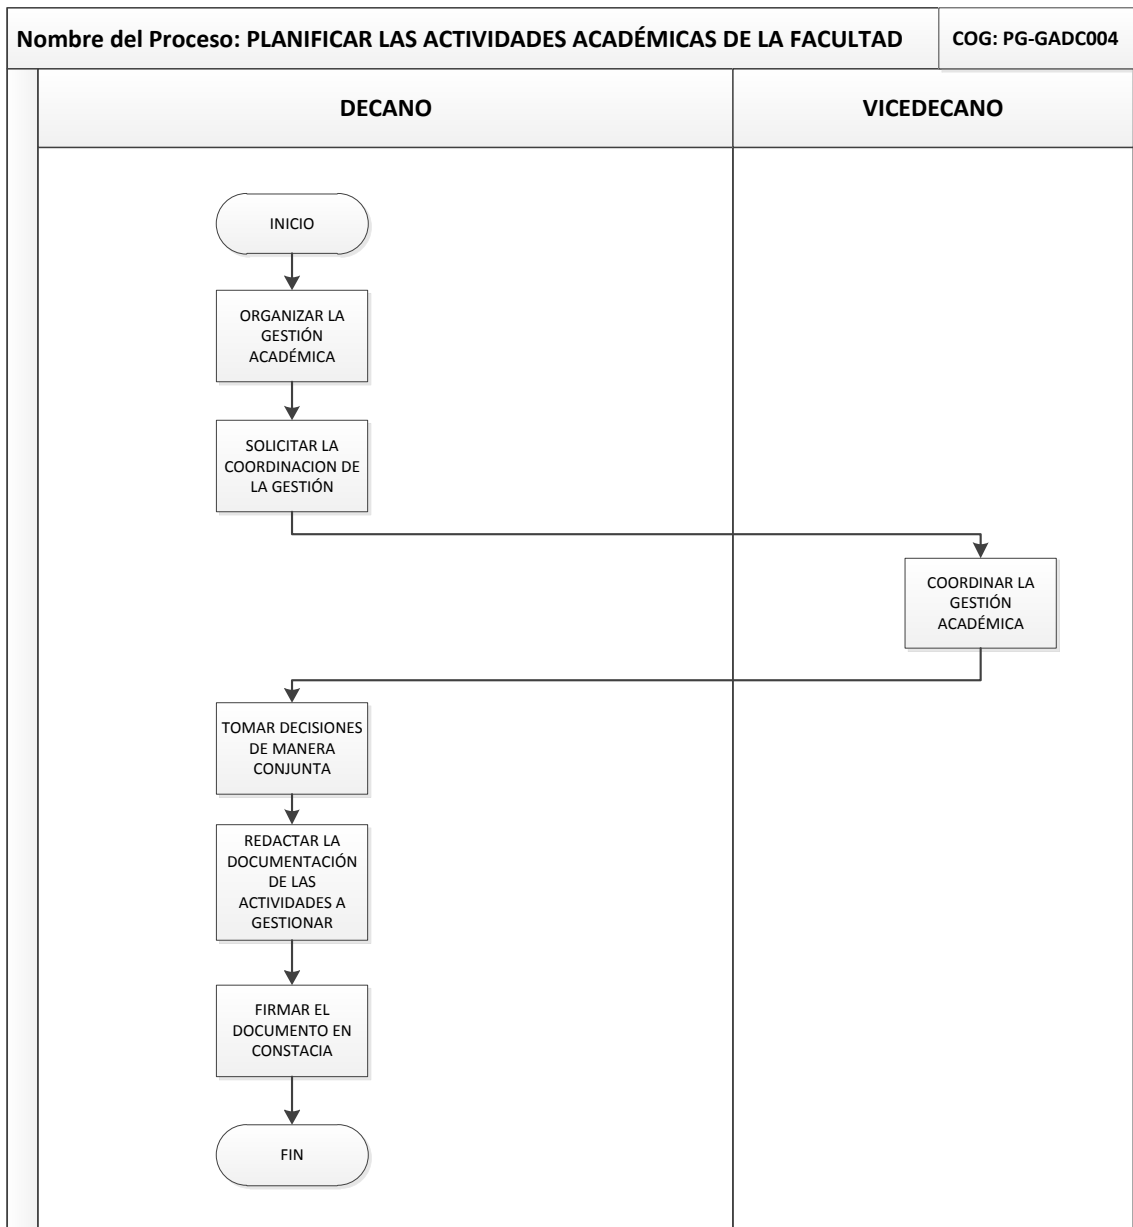 Nombre del Proceso: PLANIFICAR LAS ACTIVIDADES ACADÉMICAS DE LA FACULTAD
COG: PG-GADC004
DECANO
VICEDECANO
INICIO
ORGANIZAR LA
GESTIÓN
ACADÉMICA
SOLICITAR LA
COORDINACION DE
LA GESTIÓN
COORDINAR LA
GESTIÓN
ACADÉMICA
TOMAR DECISIONES
DE MANERA
CONJUNTA
REDACTAR LA
DOCUMENTACIÓN
DE LAS
ACTIVIDADES A
GESTIONAR
FIRMAR EL
DOCUMENTO EN
CONSTACIA
FIN